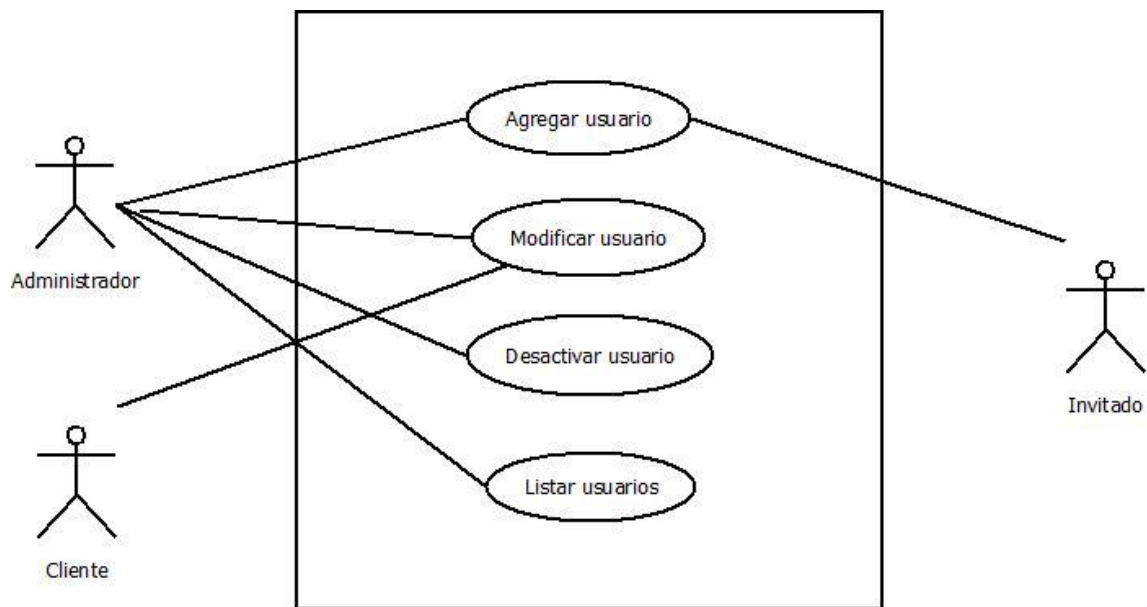 Agregar usuario
Modificar usuario
Administrador
Desactivar usuario
Invitado
Listar usuarios
Cliente